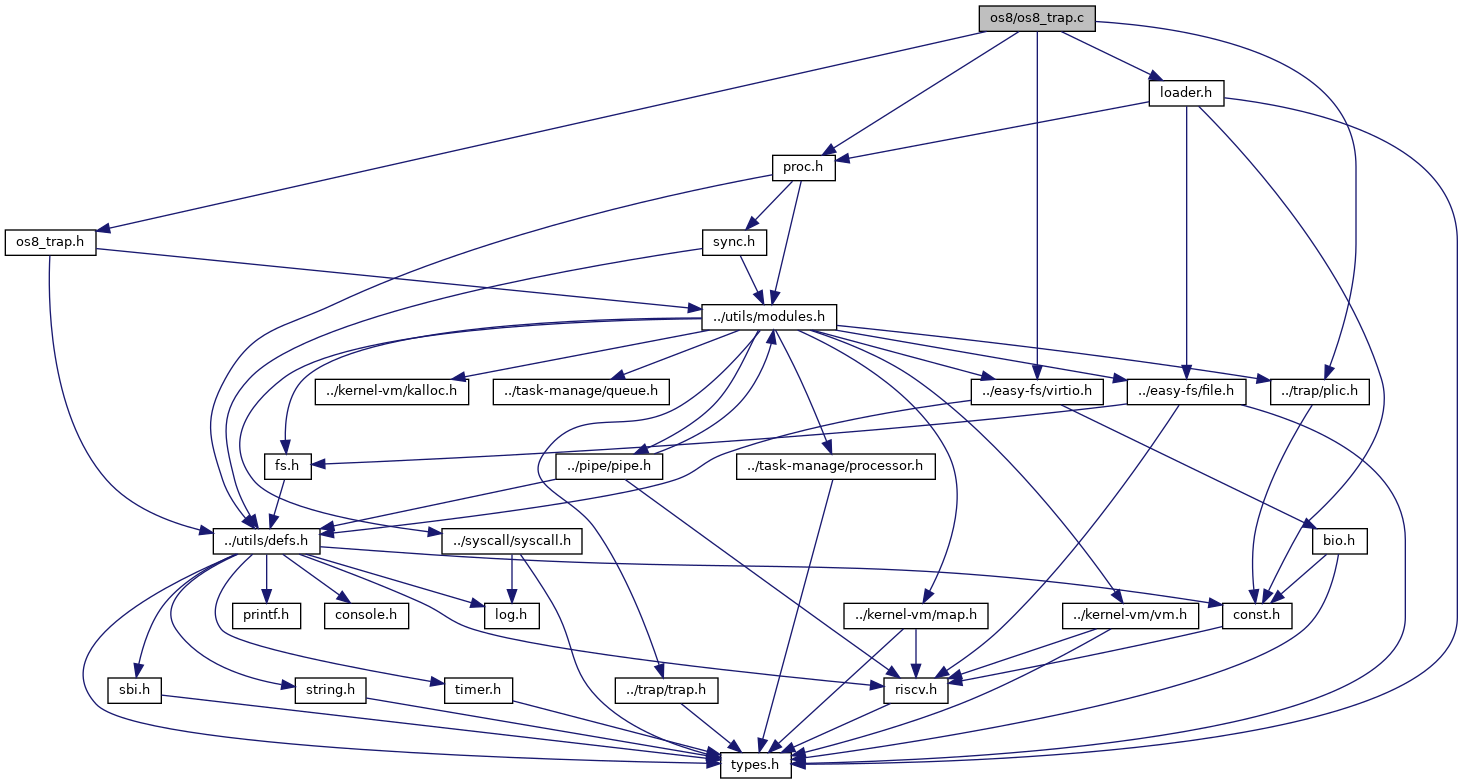 os8/os8_trap.c
loader.h
proc.h
os8_trap.h
sync.h
../utils/modules.h
../kernel-vm/kalloc.h
../task-manage/queue.h
../easy-fs/virtio.h
../easy-fs/file.h
../trap/plic.h
fs.h
../pipe/pipe.h
../task-manage/processor.h
../utils/defs.h
../syscall/syscall.h
bio.h
printf.h
console.h
log.h
../kernel-vm/map.h
../kernel-vm/vm.h
const.h
sbi.h
string.h
timer.h
../trap/trap.h
riscv.h
types.h